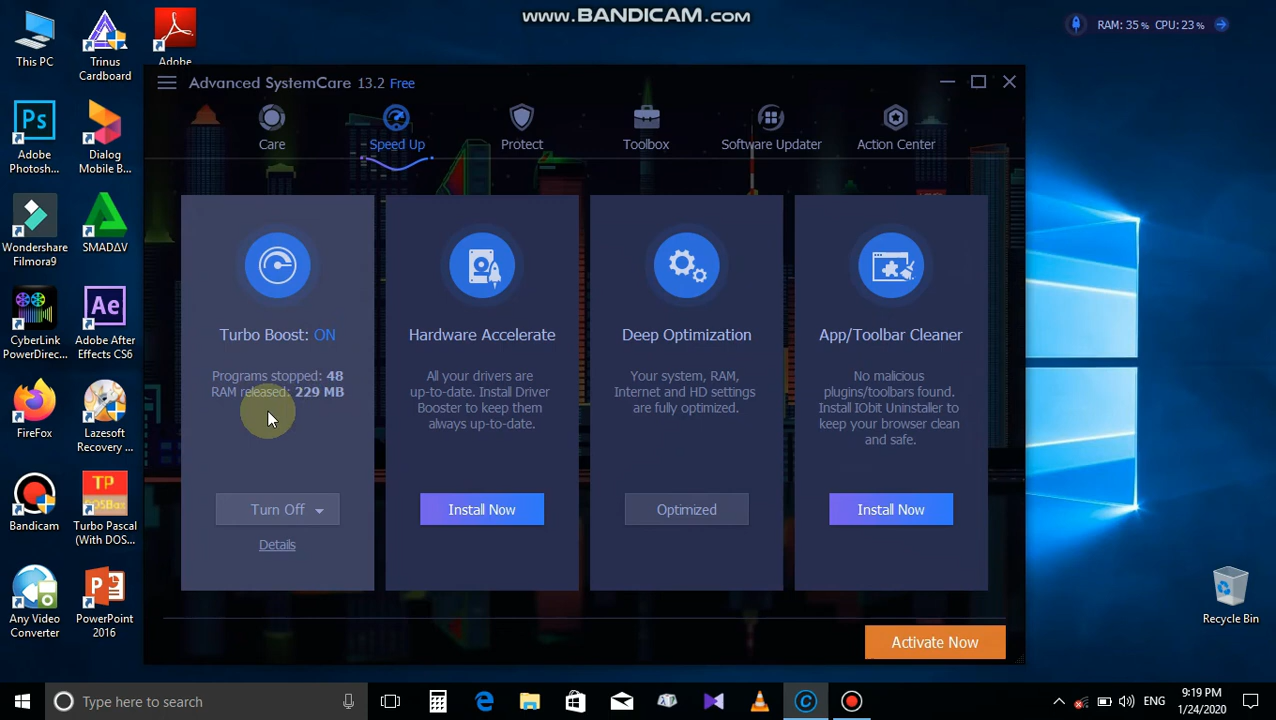 www.BANDICAM.com
RAM: 35 % CPU: 23 %
This PC
Trinus
Cardboard
Adobe
Adobe
Photosh...
Dialog
Mobile B...
Wondershare
Filmora9
SMADΔV
CyberLink
PowerDirec...
Adobe After
Effects CS6
FireFox
Lazesoft
Recovery ...
Bandicam
Turbo Pascal
(With DOS...
Any Video
Converter
PowerPoint
2016
Ps
Ae
TP
DOSBox
Advanced SystemCare 13.2 Free
Care
Speed Up
Protect
Toolbox
Software Updater
Action Center
Turbo Boost: ON
Programs stopped: 48
RAM released: 229 MB
Turn Off
Details
Hardware Accelerate
All your drivers are
up-to-date. Install Driver
Booster to keep them
always up-to-date.
Install Now
Deep Optimization
Your system, RAM,
Internet and HD settings
are fully optimized.
Optimized
App/Toolbar Cleaner
No malicious
plugins/toolbars found.
Install IObit Uninstaller to
keep your browser clean
and safe.
Install Now
Activate Now
Recycle Bin
Type here to search
ENG
9:19 PM
1/24/2020